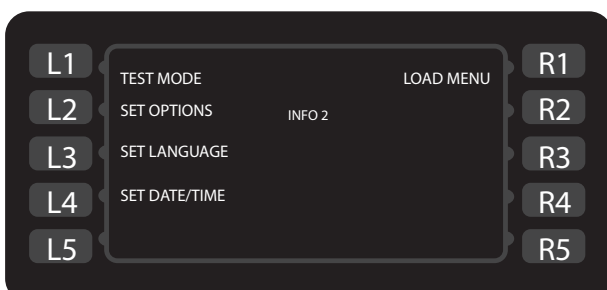 L1
TEST MODE
LOAD MENU
R1
L2
SET OPTIONS
INFO 2
R2
L3
SET LANGUAGE
R3
L4
SET DATE/TIME
R4
L5
R5